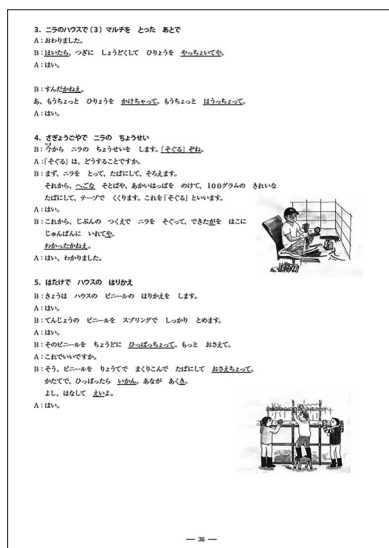 3．ニラのハウスで（3）マルチを とった あとで
A：おわりました。
B：はいたら、つぎに しょうどくして ひりょうを やっちょいてや。
A：はい。
B：すんだかねえ。
あ、もうちょっと ひりょうを かけちゃって。もうちょっと ほうっちょって。
A：はい。
4．さぎょうごやで ニラの ちょうせい
B：今から ニラの ちょうせいを します。「そぐる」ぞね。
A：「そぐる」は、どうすることですか。
B：まず、ニラを とって、たばにして、そろえます。
それから、へごな そとばや、あかいはっぱを のけて、100グラムの きれいな
たばにして、テープで くくります。これを「そぐる」といいます。
A：はい。
B：これから、じぶんの つくえで ニラを そぐって、できたがを はこに
じゅんばんに いれてや。
わかったかねえ。
A：はい、わかりました。
5．はたけで ハウスの はりかえ
B：きょうは ハウスの ビニールの はりかえを します。
A：はい。
B：てんじょうの ビニールを スプリングで しっかり とめます。
A：はい。
B：そのビニールを ちょうどに ひっぱっちょって。もっと おさえて。
A：これでいいですか。
B：そう、ビニールを りょうてで まくりこんで たばにして おさえちょって。
かたてで、ひっぱったら いかん。あなが あくき。
よし、はなして えいよ。
A：はい。
― 36 ―